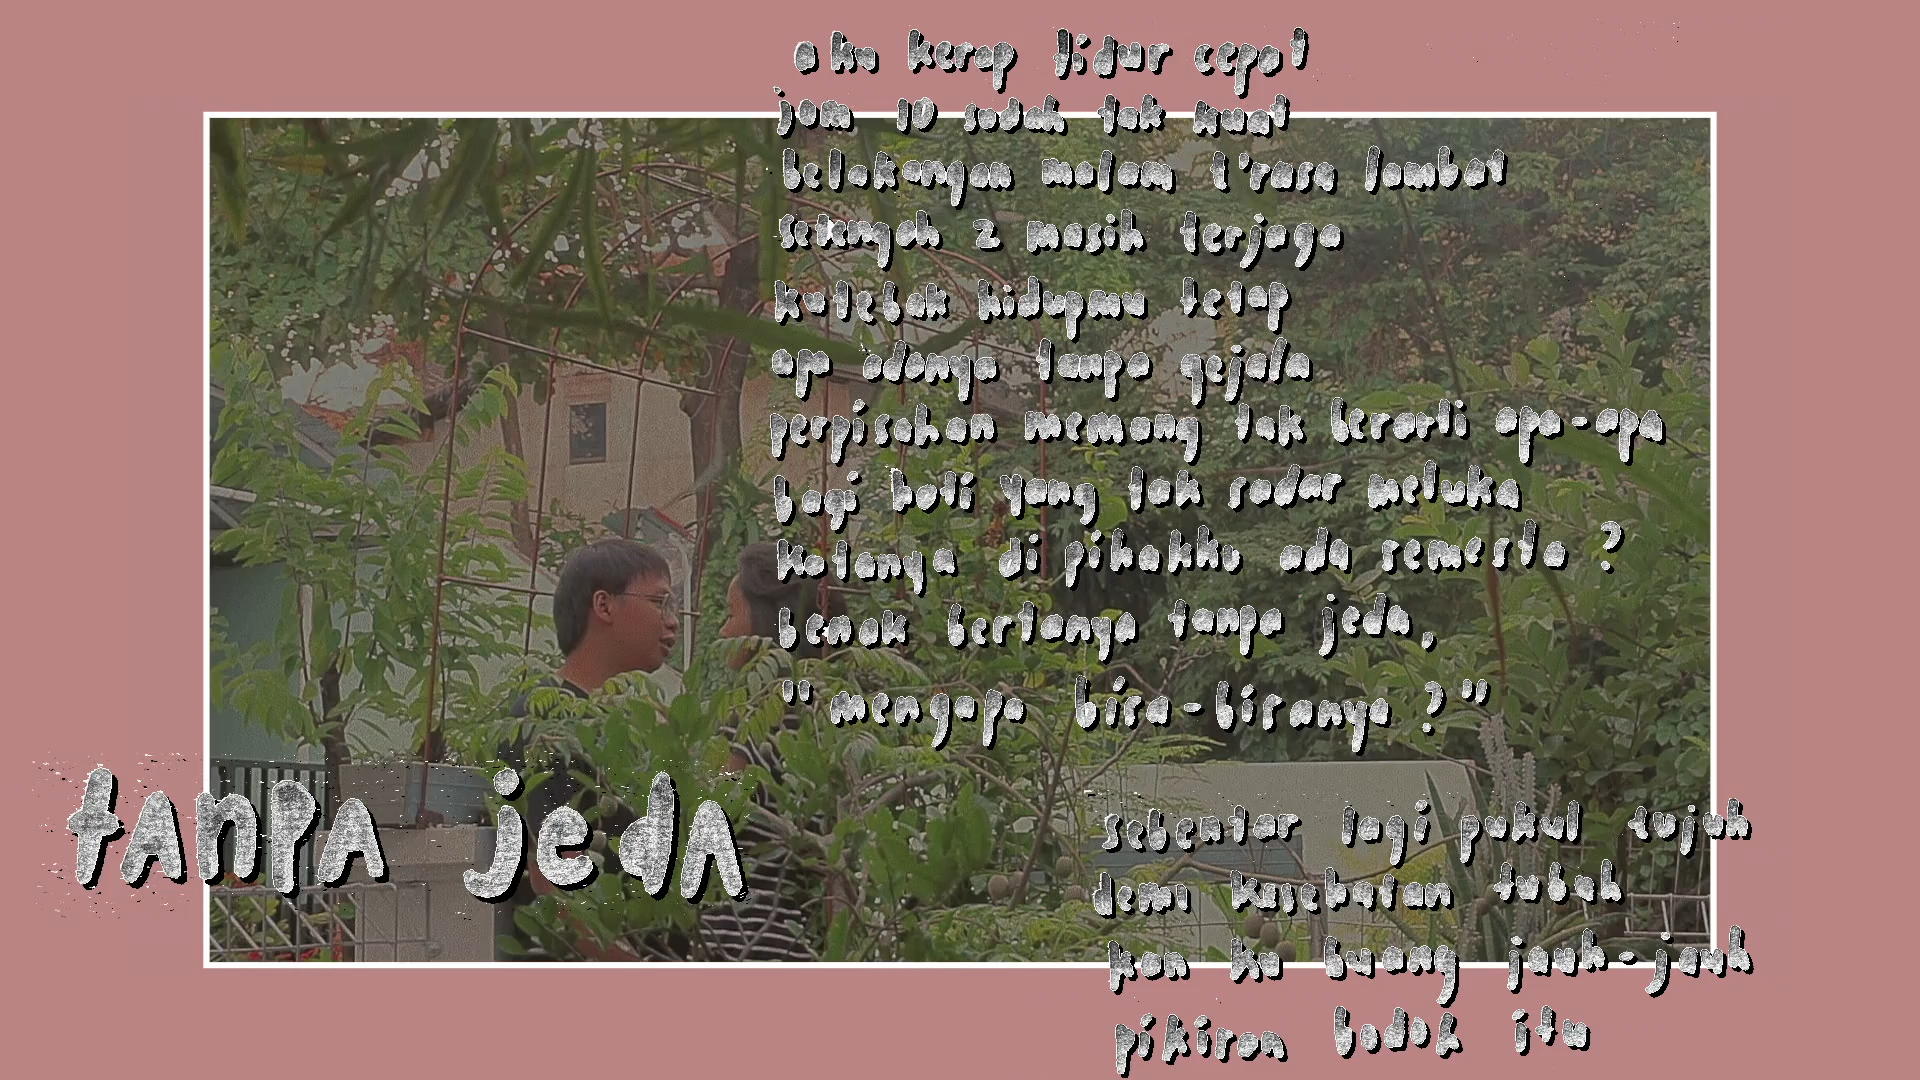 aku kerap tidur cepat
jam 10 sudah tak kuat
belakangan malam t'rasa lambat
setengah 2 masih terjaga
kutebak hidupmu tetap
apa adanya tanpa gejala
perpisahan memang tak berarti apa-apa
bagi hati yang tak sadar meluka
katanya di pihakku ada semesta?
benak bertanya tanpa jeda,
"mengapa bira-biranya?"
tanpa jeda
sebentar lagi pukul tujuh
demi kesehatan tubuh
kan ku buang jauh-jauh
pikiran bodoh itu